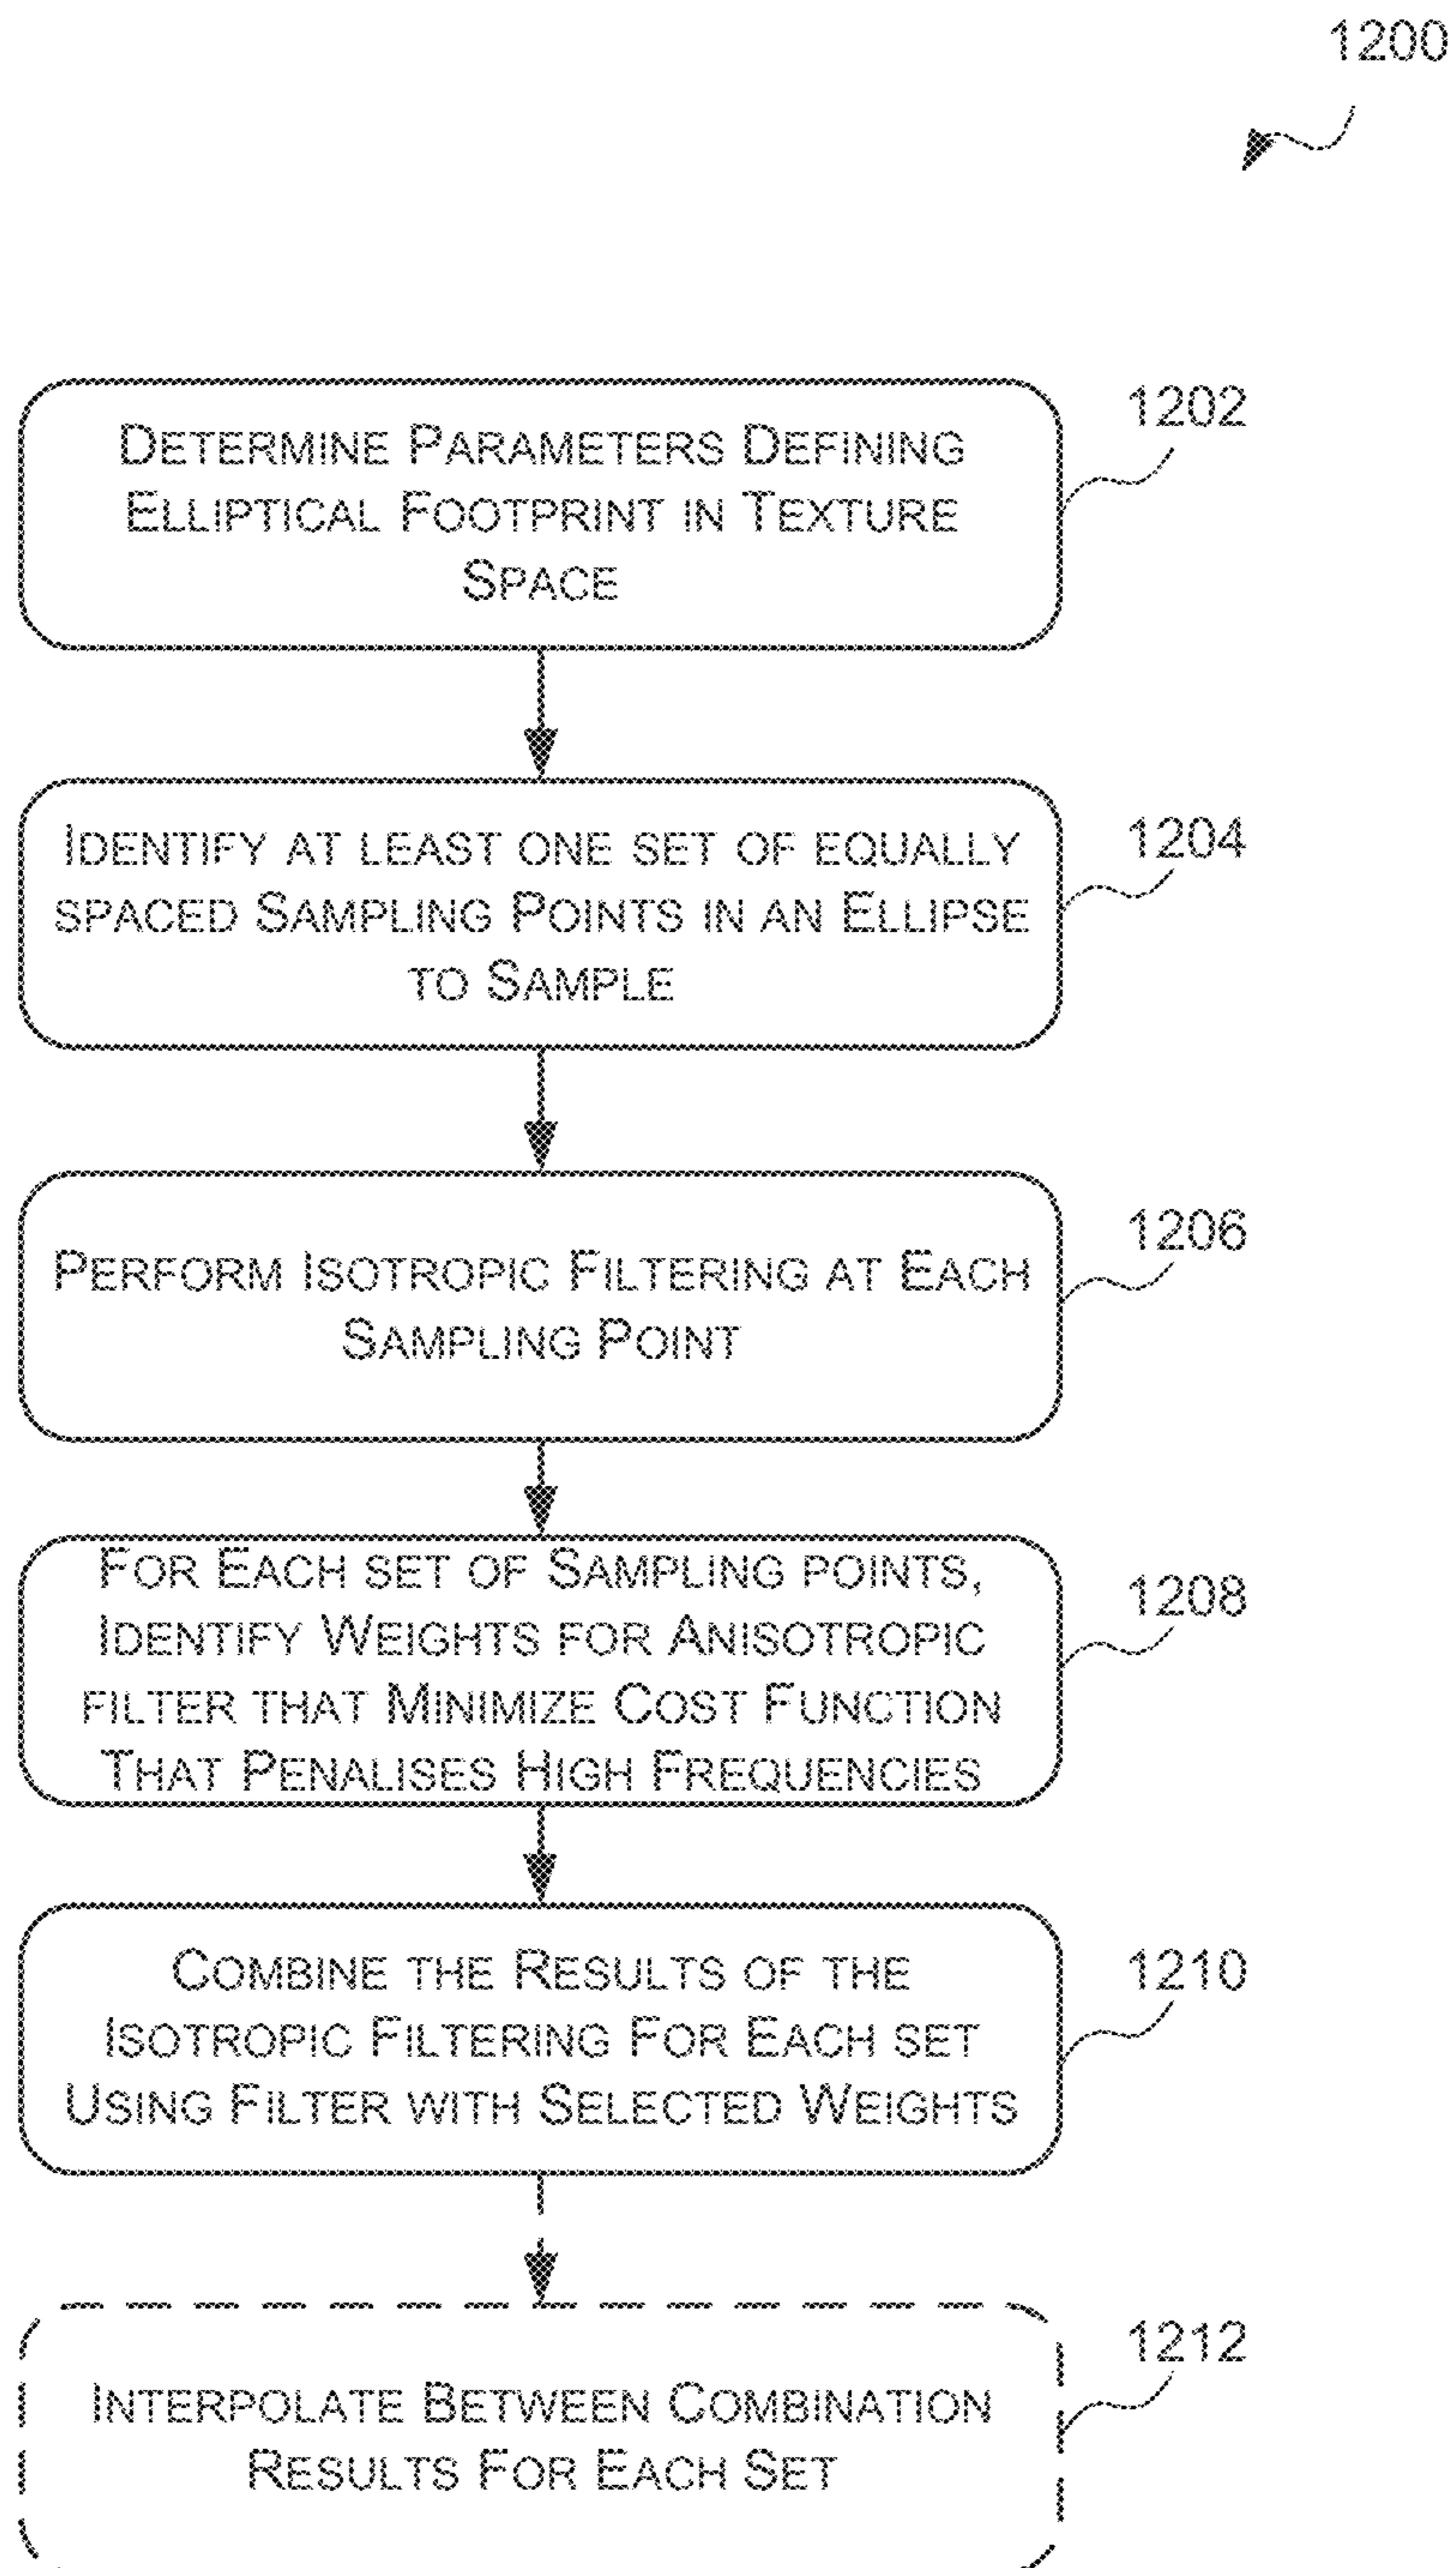 1200
DETERMINE PARAMETERS DEFINING
ELLIPTICAL FOOTPRINT IN TEXTURE
SPACE
1202
IDENTIFY AT LEAST ONE SET OF EQUALLY
SPACED SAMPLING POINTS IN AN ELLIPSE
TO SAMPLE
1204
PERFORM ISOTROPIC FILTERING AT EACH
SAMPLING POINT
1206
FOR EACH SET OF SAMPLING POINTS,
IDENTIFY WEIGHTS FOR ANISOTROPIC
FILTER THAT MINIMIZE COST FUNCTION
THAT PENALISES HIGH FREQUENCIES
1208
COMBINE THE RESULTS OF THE
ISOTROPIC FILTERING FOR EACH SET
USING FILTER WITH SELECTED WEIGHTS
1210
INTERPOLATE BETWEEN COMBINATION
RESULTS FOR EACH SET
1212